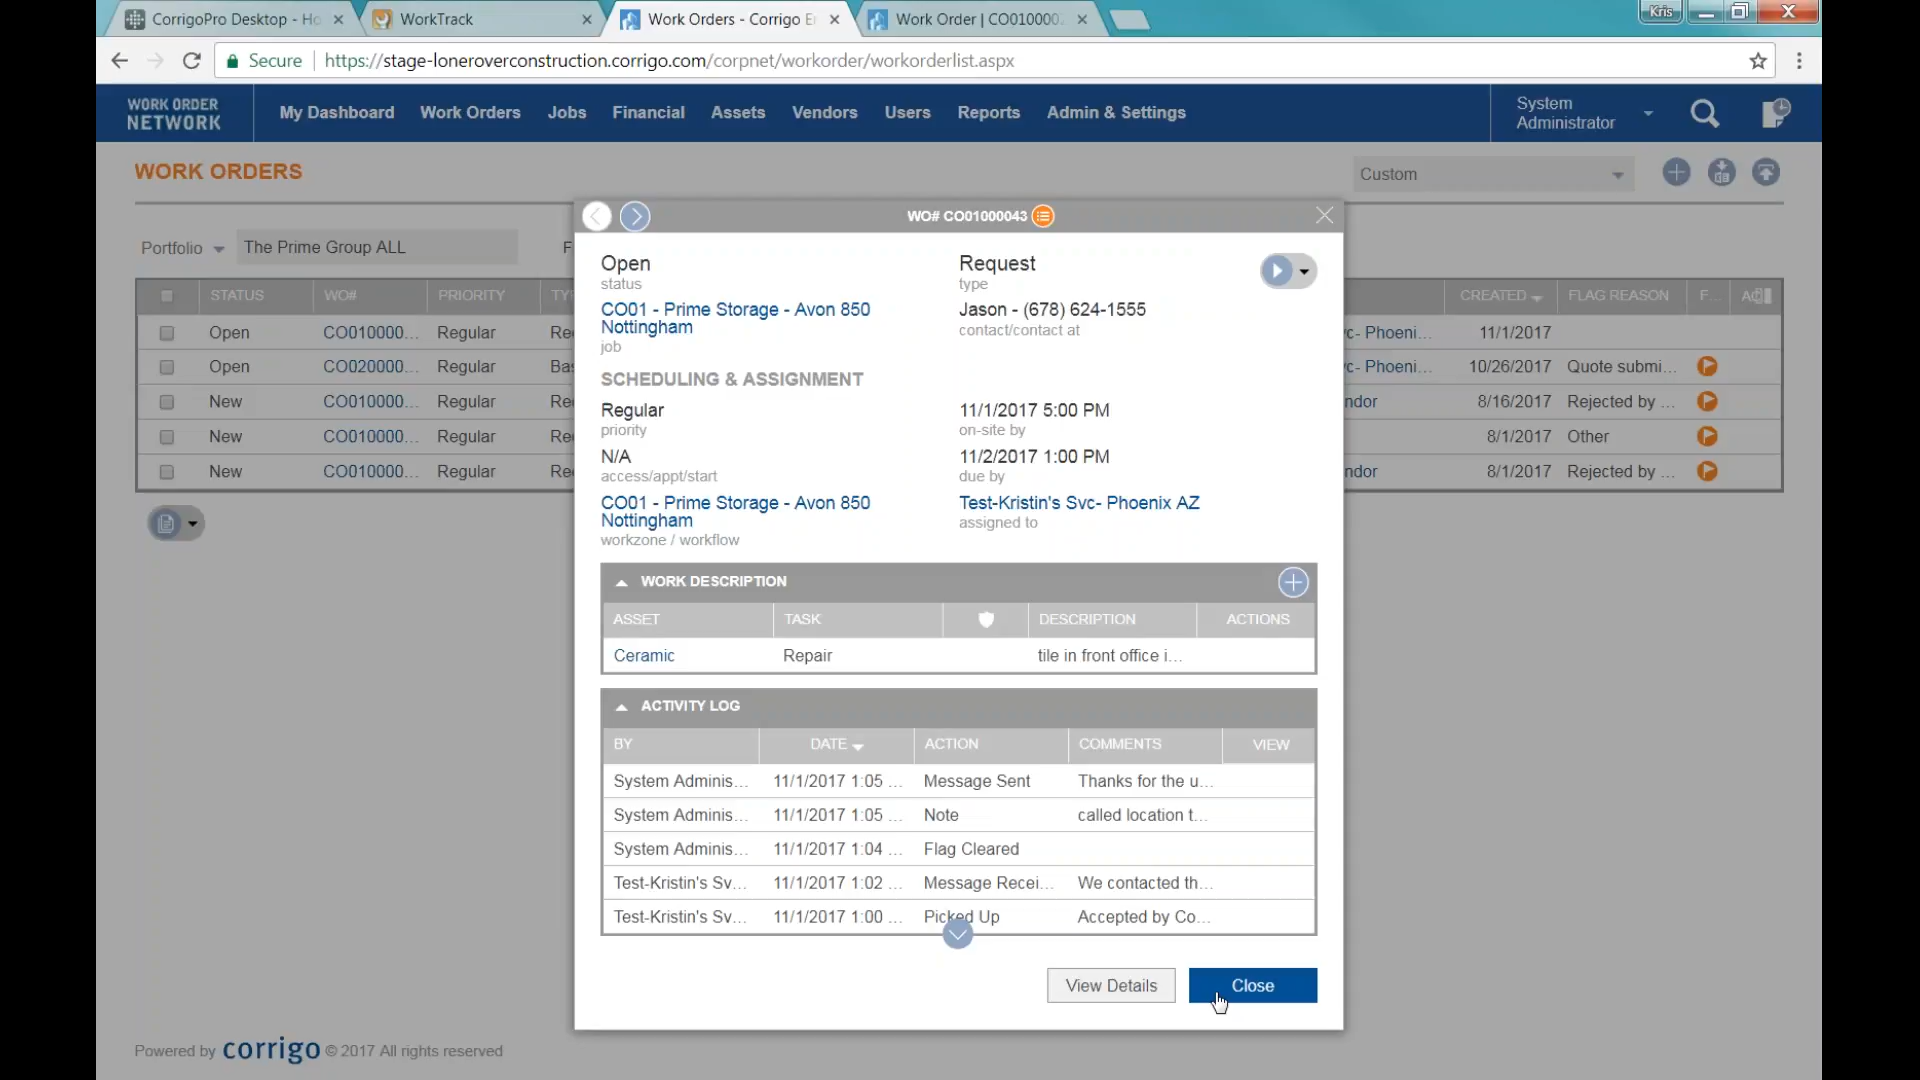 CorrigoPro Desktop - Ho
WorkTrack
Work Orders - Corrigo E
Work Order | CO010000
Kris
Secure | https://stage-loneroverconstruction.corrigo.com/corpnet/workorder/workorderlist.aspx
WORK ORDER
NETWORK
My Dashboard
Work Orders
Jobs
Financial
Assets
Vendors
Users
Reports
Admin & Settings
System
Administrator
WORK ORDERS
Custom
Portfolio
The Prime Group ALL
F
STATUS WO# PRIORITY TY CREATED FLAG REASON F...
Open CO010000... Regular Re vc- Phoeni... 11/1/2017
Open CO020000... Regular Bas vc- Phoeni... 10/26/2017 Quote submi...
New CO010000... Regular Re ndor 8/16/2017 Rejected by ...
New CO010000... Regular Re 8/1/2017 Other
New CO010000... Regular Re ndor 8/1/2017 Rejected by ...
WO# CO01000043
Open
status
Request
type
CO01 - Prime Storage - Avon 850
Nottingham
job
Jason - (678) 624-1555
contact/contact at
SCHEDULING & ASSIGNMENT
Regular
priority
11/1/2017 5:00 PM
on-site by
N/A
access/appt/start
11/2/2017 1:00 PM
due by
CO01 - Prime Storage - Avon 850
Nottingham
workzone / workflow
Test-Kristin's Svc- Phoenix AZ
assigned to
WORK DESCRIPTION
ASSET TASK DESCRIPTION ACTIONS
Ceramic Repair tile in front office i...
ACTIVITY LOG
BY DATE ACTION COMMENTS VIEW
System Adminis... 11/1/2017 1:05 ... Message Sent Thanks for the u...
System Adminis... 11/1/2017 1:05 ... Note called location t...
System Adminis... 11/1/2017 1:04 ... Flag Cleared
Test-Kristin's Sv... 11/1/2017 1:02 ... Message Recei... We contacted th...
Test-Kristin's Sv... 11/1/2017 1:00 ... Picked Up Accepted by Co...
View Details
Close
Powered by corrigo © 2017 All rights reserved